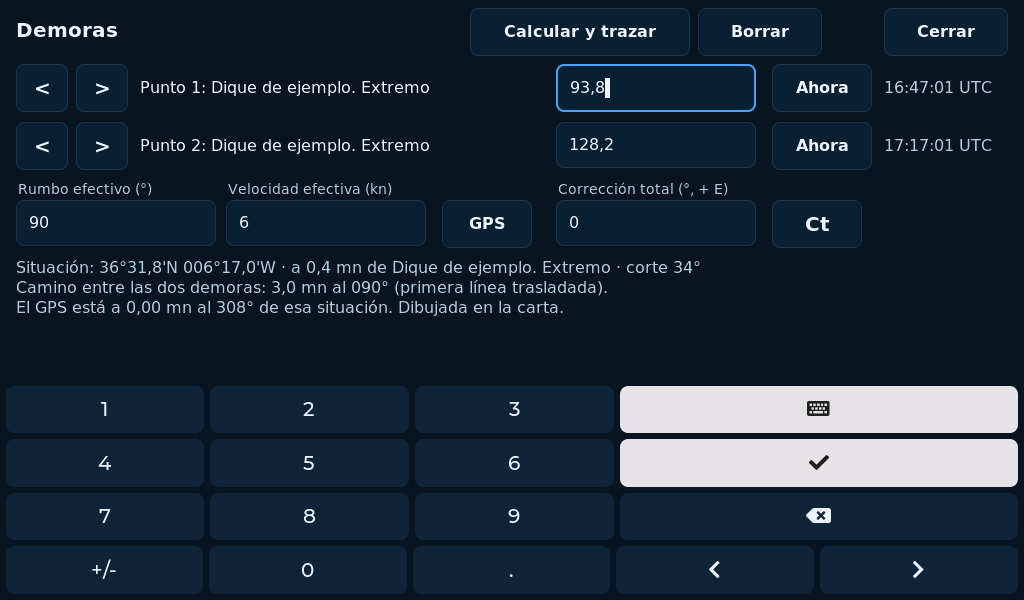 Demoras
Calcular y trazar
Borrar
Cerrar
<
>
Punto 1: Dique de ejemplo. Extremo
93,8
Ahora
16:47:01 UTC
<
>
Punto 2: Dique de ejemplo. Extremo
128,2
Ahora
17:17:01 UTC
Rumbo efectivo (°)
Velocidad efectiva (kn)
Corrección total (°, + E)
90
6
GPS
0
Ct
Situación: 36°31,8'N 006°17,0'W · a 0,4 mn de Dique de ejemplo. Extremo · corte 34°
Camino entre las dos demoras: 3,0 mn al 090° (primera línea trasladada).
El GPS está a 0,00 mn al 308° de esa situación. Dibujada en la carta.
1
2
3
4
5
6
7
8
9
+/-
0
.